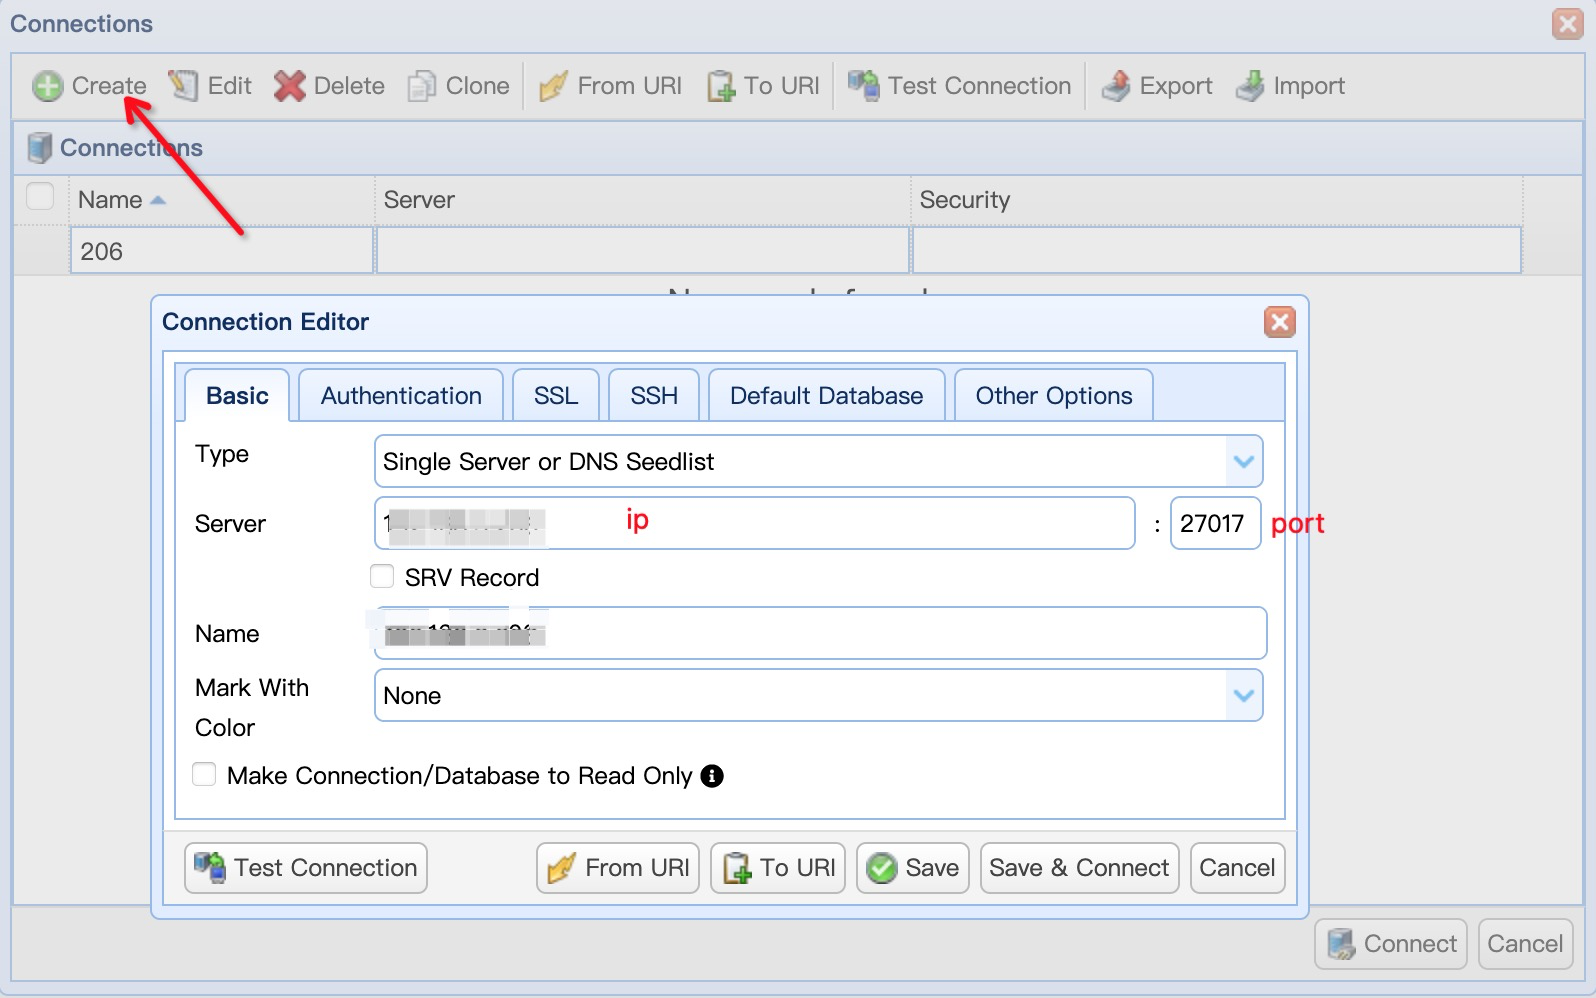 Connections
Create Edit Delete Clone From URI To URI Test Connection Export Import
Connections
Name Server Security
206
Connection Editor
Basic Authentication SSL SSH Default Database Other Options
Type Single Server or DNS Seedlist
Server ip : 27017 port
SRV Record
Name
Mark With Color None
Make Connection/Database to Read Only
Test Connection From URI To URI Save Save & Connect Cancel
Connect Cancel